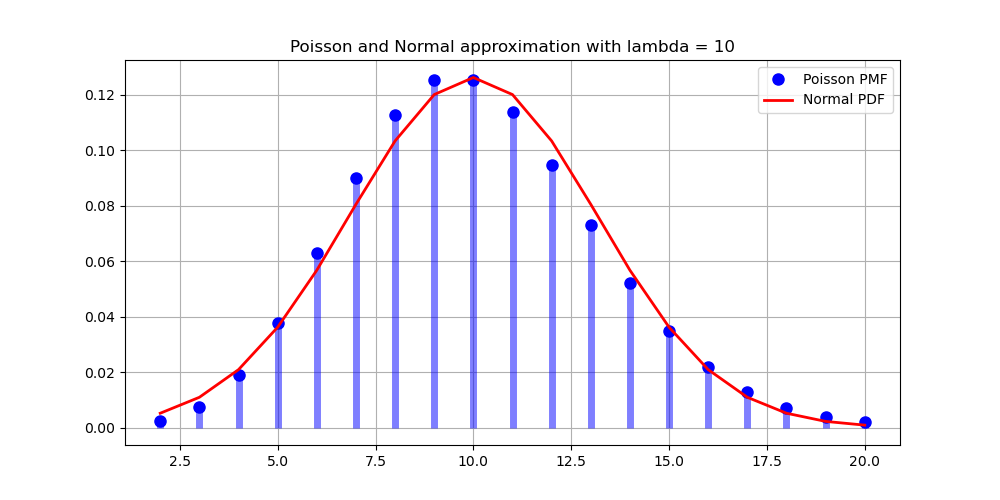 Poisson and Normal approximation with lambda = 10
Poisson PMF
Normal PDF
0.12
0.10
0.08
0.06
0.04
0.02
0.00
2.5 5.0 7.5 10.0 12.5 15.0 17.5 20.0